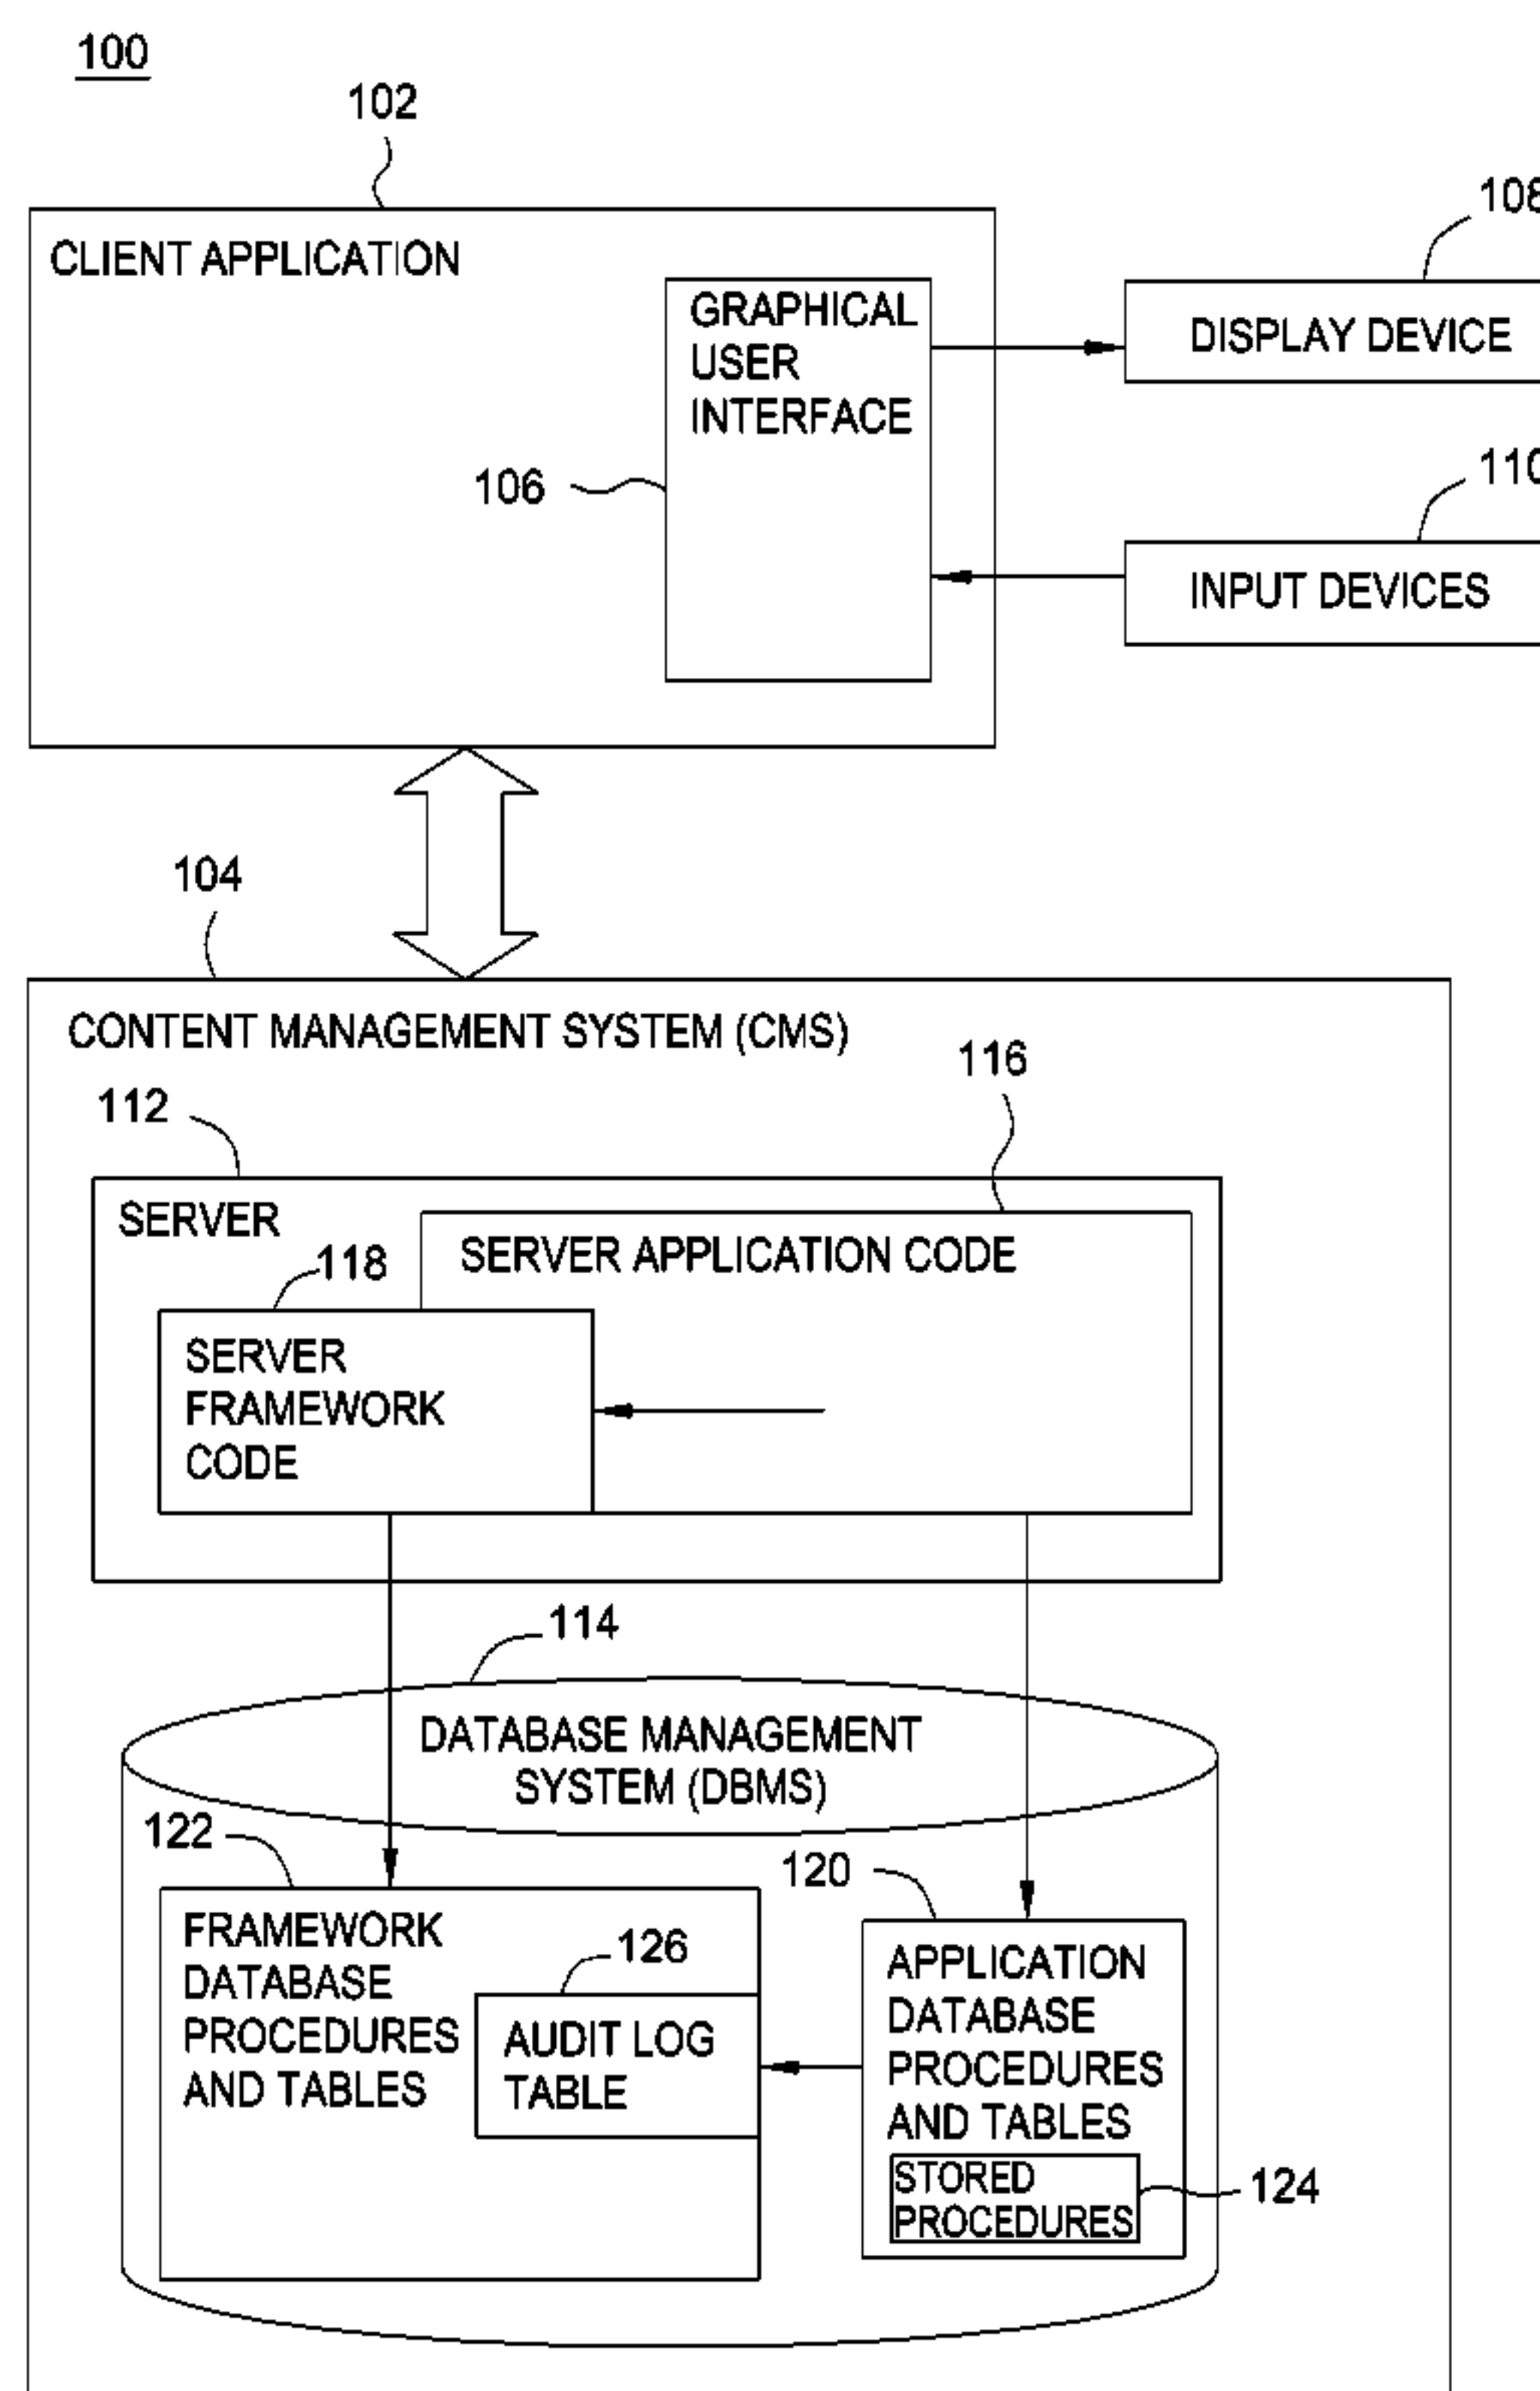 100
102
CLIENT APPLICATION
108
GRAPHICAL
USER
INTERFACE
DISPLAY DEVICE
106
110
INPUT DEVICES
104
CONTENT MANAGEMENT SYSTEM (CMS)
116
112
SERVER
118
SERVER APPLICATION CODE
SERVER
FRAMEWORK
CODE
114
DATABASE MANAGEMENT
SYSTEM (DBMS)
122
120
FRAMEWORK
DATABASE
PROCEDURES
AND TABLES
126
AUDIT LOG
TABLE
APPLICATION
DATABASE
PROCEDURES
AND TABLES
STORED
PROCEDURES
124